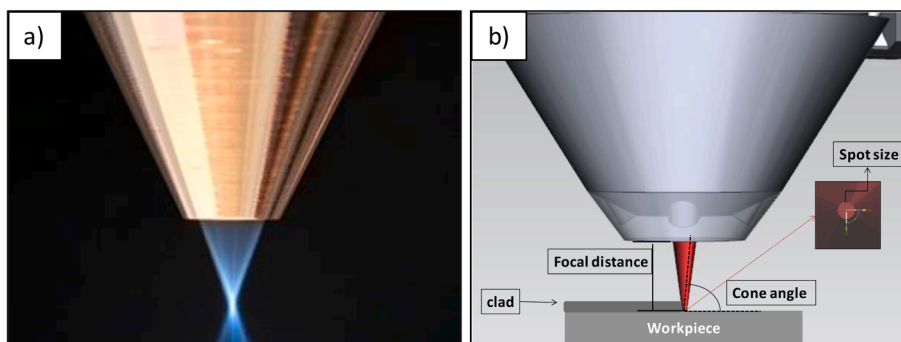 a)
b)
Spot size
Focal distance
Cone angle
clad
Workpiece